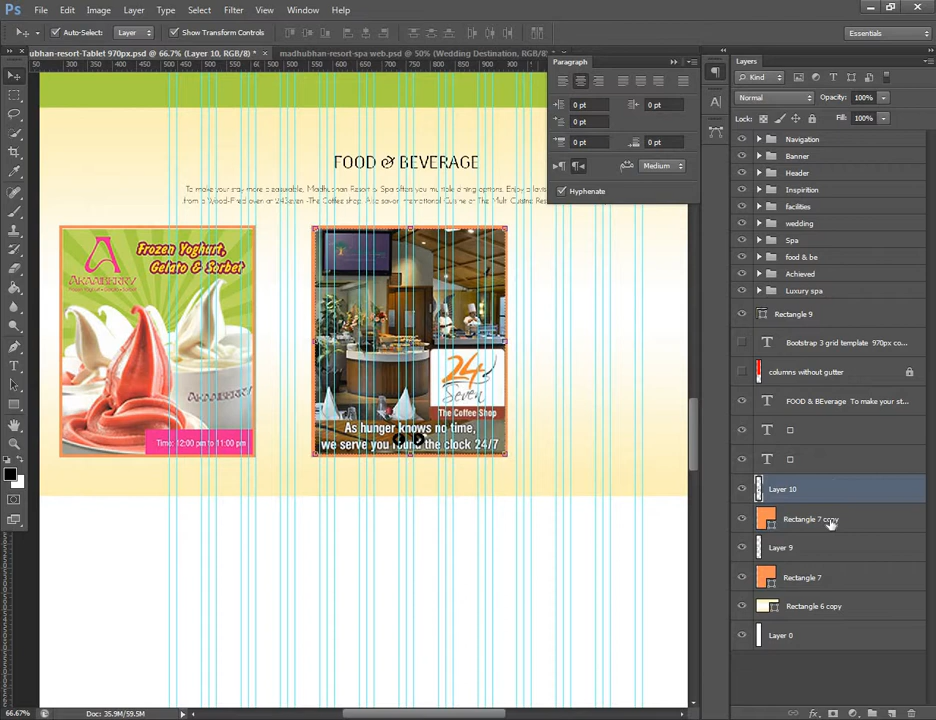 Ps File Edit Image Layer Type Select Filter View Window Help
Auto-Select: Layer Show Transform Controls Essentials
ubhan-resort-Tablet 970px.psd @ 66.7% (Layer 10, RGB/8) * × madhubhan-resort-spa web.psd @ 50% (Wedding Destination, RGB/8)
Paragraph
0 pt 0 pt
0 pt
0 pt 0 pt
Medium
Hyphenate
Layers
Kind
Normal Opacity: 100%
Lock: Fill: 100%
Navigation
Banner
Header
Inspirition
facilities
wedding
Spa
food & be
Achieved
Luxury spa
Rectangle 9
Bootstrap 3 grid template 970px co...
columns without gutter
FOOD & BEverage To make your st...
Layer 10
Rectangle 7 copy
Layer 9
Rectangle 7
Rectangle 6 copy
Layer 0
FOOD & BEVERAGE
To make your stay more pleasurable, Madhubhan Resort & Spa offers you multiple dining options. Enjoy a
from a Wood-Fired oven at 24Seven -The Coffee shop. Also savor International Cuisine at The Multi Cuisine
Frozen Yoghurt,
Gelato & Sorbet
AKAABERRY
Time: 12:00 pm to 11:00 pm
24
Seven
The Coffee Shop
As hunger knows no time,
we serve you round the clock 24/7
66.67% Doc: 35.9M/59.5M